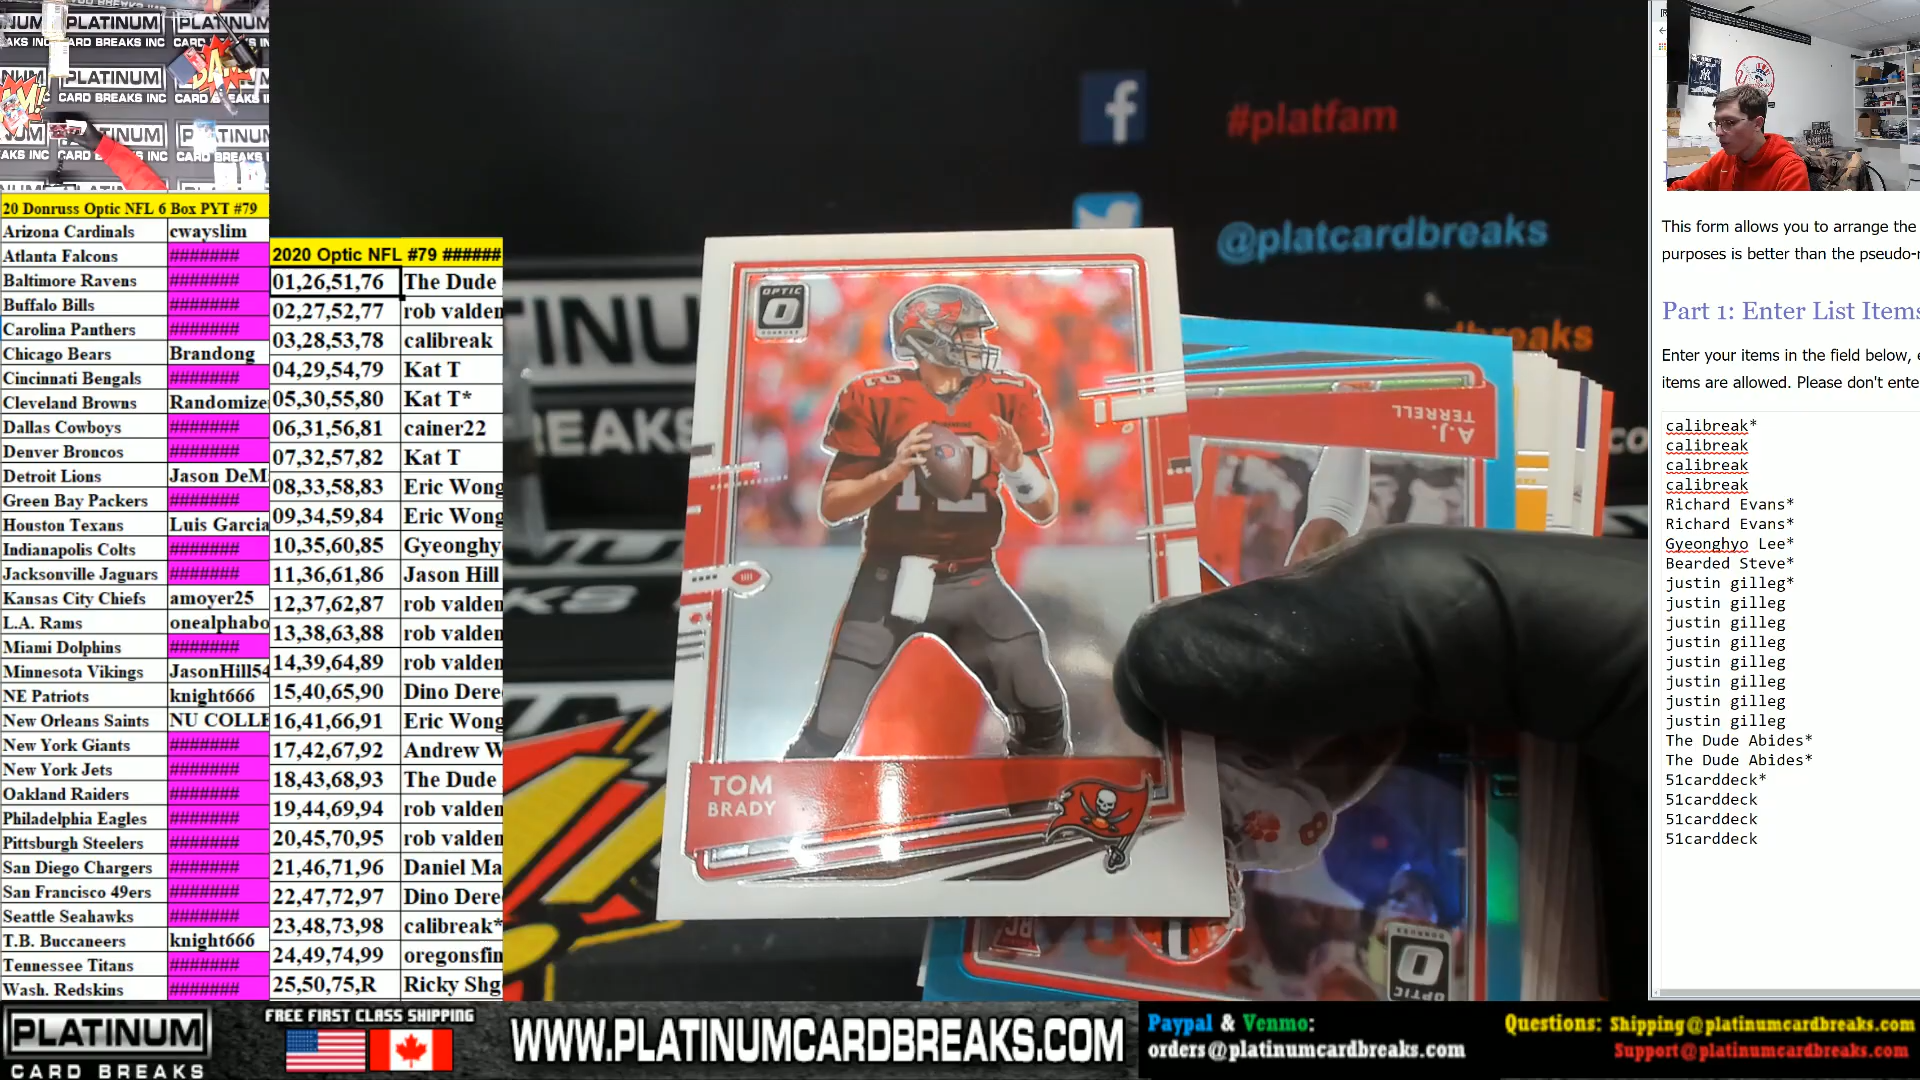 20 Donruss Optic NFL 6 Box PYT #79
Arizona Cardinals cwayslim
Atlanta Falcons #######
Baltimore Ravens #######
Buffalo Bills #######
Carolina Panthers #######
Chicago Bears Brandong
Cincinnati Bengals #######
Cleveland Browns Randomize
Dallas Cowboys #######
Denver Broncos #######
Detroit Lions Jason DeM
Green Bay Packers #######
Houston Texans Luis Garcia
Indianapolis Colts #######
Jacksonville Jaguars #######
Kansas City Chiefs amoyer25
L.A. Rams onealphabo
Miami Dolphins #######
Minnesota Vikings JasonHill54
NE Patriots knight666
New Orleans Saints NU COLLE
New York Giants #######
New York Jets #######
Oakland Raiders #######
Philadelphia Eagles #######
Pittsburgh Steelers #######
San Diego Chargers #######
San Francisco 49ers #######
Seattle Seahawks #######
T.B. Buccaneers knight666
Tennessee Titans #######
Wash. Redskins #######
2020 Optic NFL #79 ######
01,26,51,76 The Dude
02,27,52,77 rob valden
03,28,53,78 calibreak
04,29,54,79 Kat T
05,30,55,80 Kat T*
06,31,56,81 cainer22
07,32,57,82 Kat T
08,33,58,83 Eric Wong
09,34,59,84 Eric Wong
10,35,60,85 Gyeonghy
11,36,61,86 Jason Hill
12,37,62,87 rob valden
13,38,63,88 rob valden
14,39,64,89 rob valden
15,40,65,90 Dino Dere
16,41,66,91 Eric Wong
17,42,67,92 Andrew W
18,43,68,93 The Dude
19,44,69,94 rob valden
20,45,70,95 rob valden
21,46,71,96 Daniel Ma
22,47,72,97 Dino Dere
23,48,73,98 calibreak*
24,49,74,99 oregonsfin
25,50,75,R Ricky Shg
#platfam
@platcardbreaks
OPTIC
DONRUSS
12
TOM
BRADY
A.J.
TERRELL
8
RC
OPTIC
DONRUSS
This form allows you to arrange the
purposes is better than the pseudo-r
Part 1: Enter List Items
Enter your items in the field below, e
items are allowed. Please don't ente
calibreak*
calibreak
calibreak
calibreak
Richard Evans*
Richard Evans*
Gyeonghyo Lee*
Bearded Steve*
justin gilleg*
justin gilleg
justin gilleg
justin gilleg
justin gilleg
justin gilleg
justin gilleg
justin gilleg
The Dude Abides*
The Dude Abides*
51carddeck*
51carddeck
51carddeck
51carddeck
PLATINUM
CARD BREAKS
FREE FIRST CLASS SHIPPING
WWW.PLATINUMCARDBREAKS.COM
Paypal & Venmo:
orders@platinumcardbreaks.com
Questions: Shipping@platinumcardbreaks.com
Support@platinumcardbreaks.com